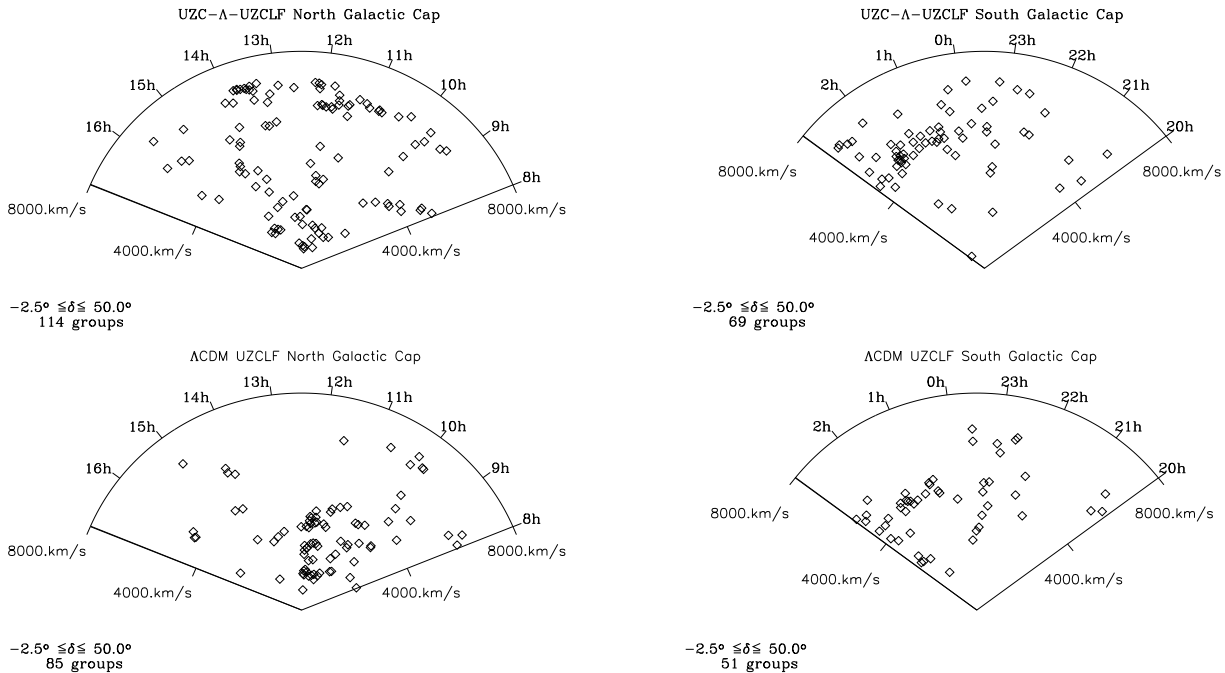 UZC-Λ-UZCLF North Galactic Cap
16h
15h
14h
13h
12h
11h
10h
9h
8h
8000.km/s
4000.km/s
4000.km/s
8000.km/s
-2.5° ≦δ≦ 50.0°
114 groups
UZC-Λ-UZCLF South Galactic Cap
2h
1h
0h
23h
22h
21h
20h
8000.km/s
4000.km/s
4000.km/s
8000.km/s
-2.5° ≦δ≦ 50.0°
69 groups
ΛCDM UZCLF North Galactic Cap
16h
15h
14h
13h
12h
11h
10h
9h
8h
8000.km/s
4000.km/s
4000.km/s
8000.km/s
-2.5° ≦δ≦ 50.0°
85 groups
ΛCDM UZCLF South Galactic Cap
2h
1h
0h
23h
22h
21h
20h
8000.km/s
4000.km/s
4000.km/s
8000.km/s
-2.5° ≦δ≦ 50.0°
51 groups